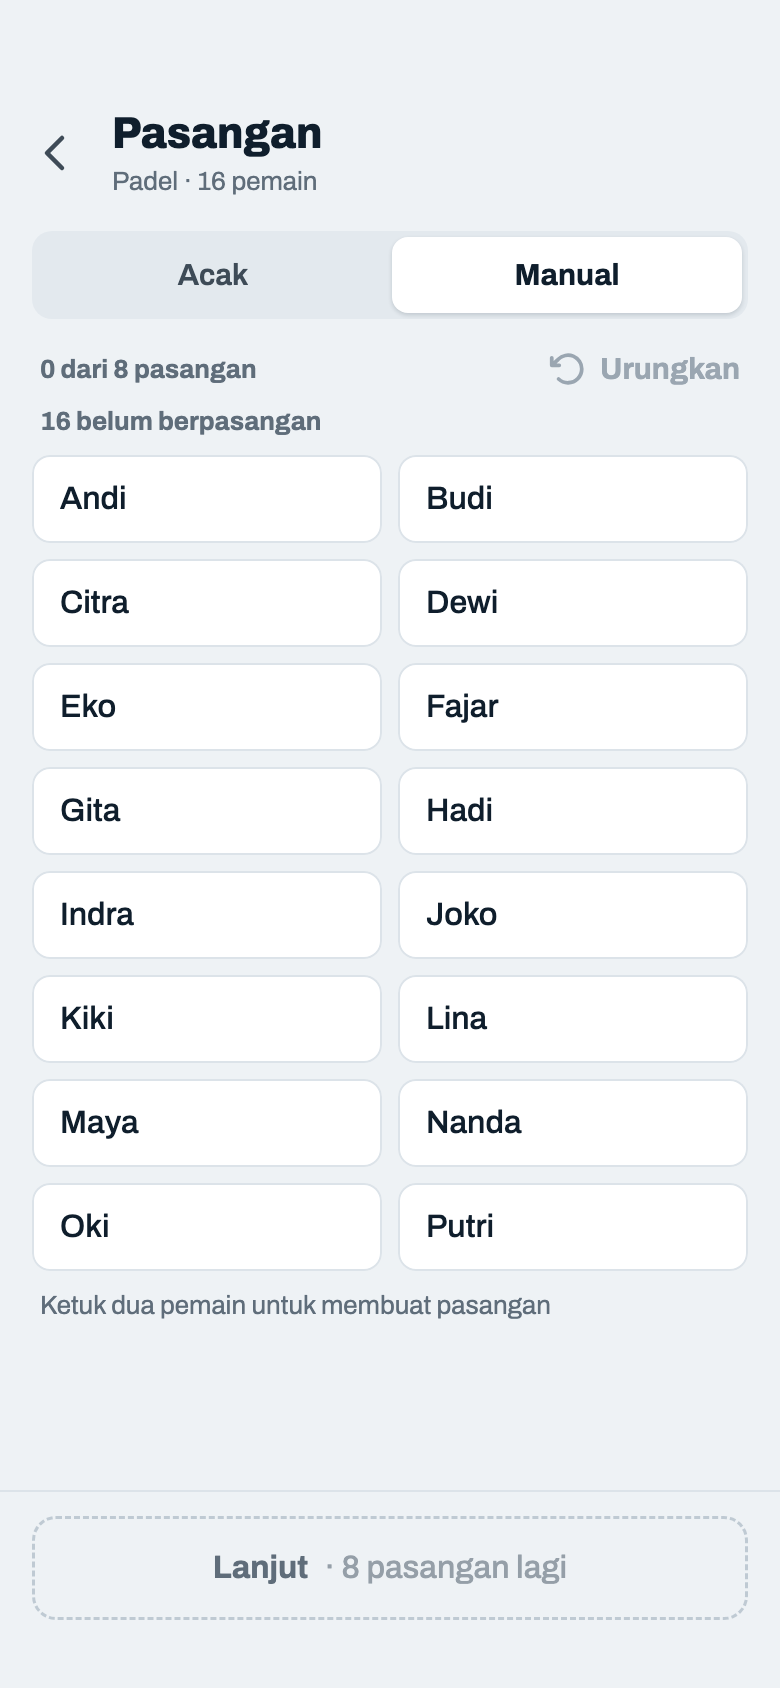 Pasangan
Padel · 16 pemain
Acak
Manual
0 dari 8 pasangan
Urungkan
16 belum berpasangan
Andi
Budi
Citra
Dewi
Eko
Fajar
Gita
Hadi
Indra
Joko
Kiki
Lina
Maya
Nanda
Oki
Putri
Ketuk dua pemain untuk membuat pasangan
Lanjut · 8 pasangan lagi